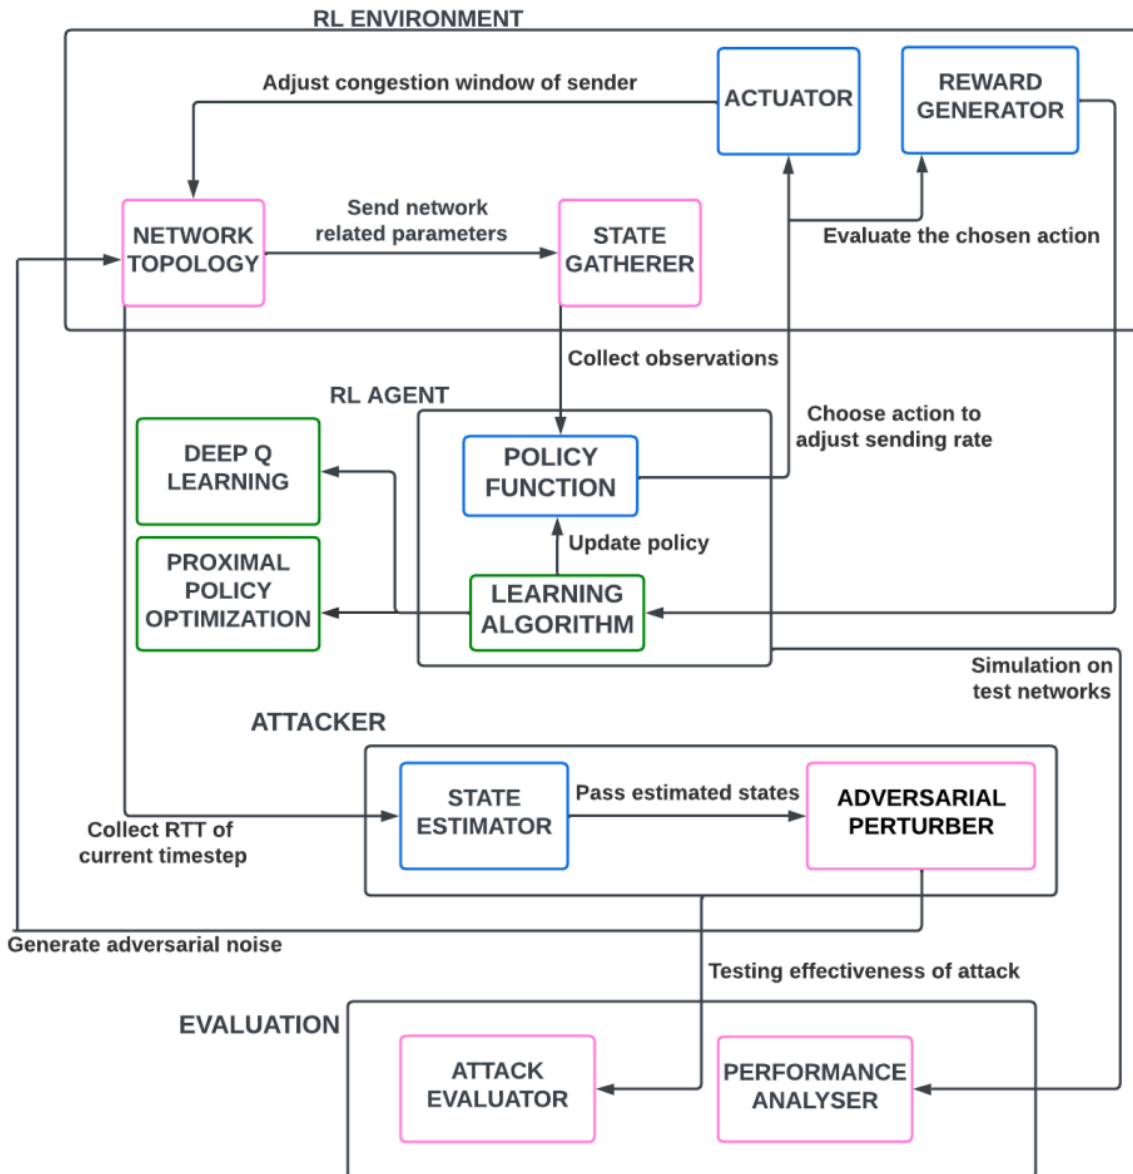 RL ENVIRONMENT
Adjust congestion window of sender
ACTUATOR
REWARD
GENERATOR
NETWORK
TOPOLOGY
Send network
related parameters
STATE
GATHERER
Evaluate the chosen action
Collect observations
RL AGENT
Choose action to
adjust sending rate
DEEP Q
LEARNING
POLICY
FUNCTION
Update policy
PROXIMAL
POLICY
OPTIMIZATION
LEARNING
ALGORITHM
Simulation on
test networks
ATTACKER
STATE
ESTIMATOR
Pass estimated states
ADVERSARIAL
PERTURBER
Collect RTT of
current timestep
Generate adversarial noise
Testing effectiveness of attack
EVALUATION
ATTACK
EVALUATOR
PERFORMANCE
ANALYSER